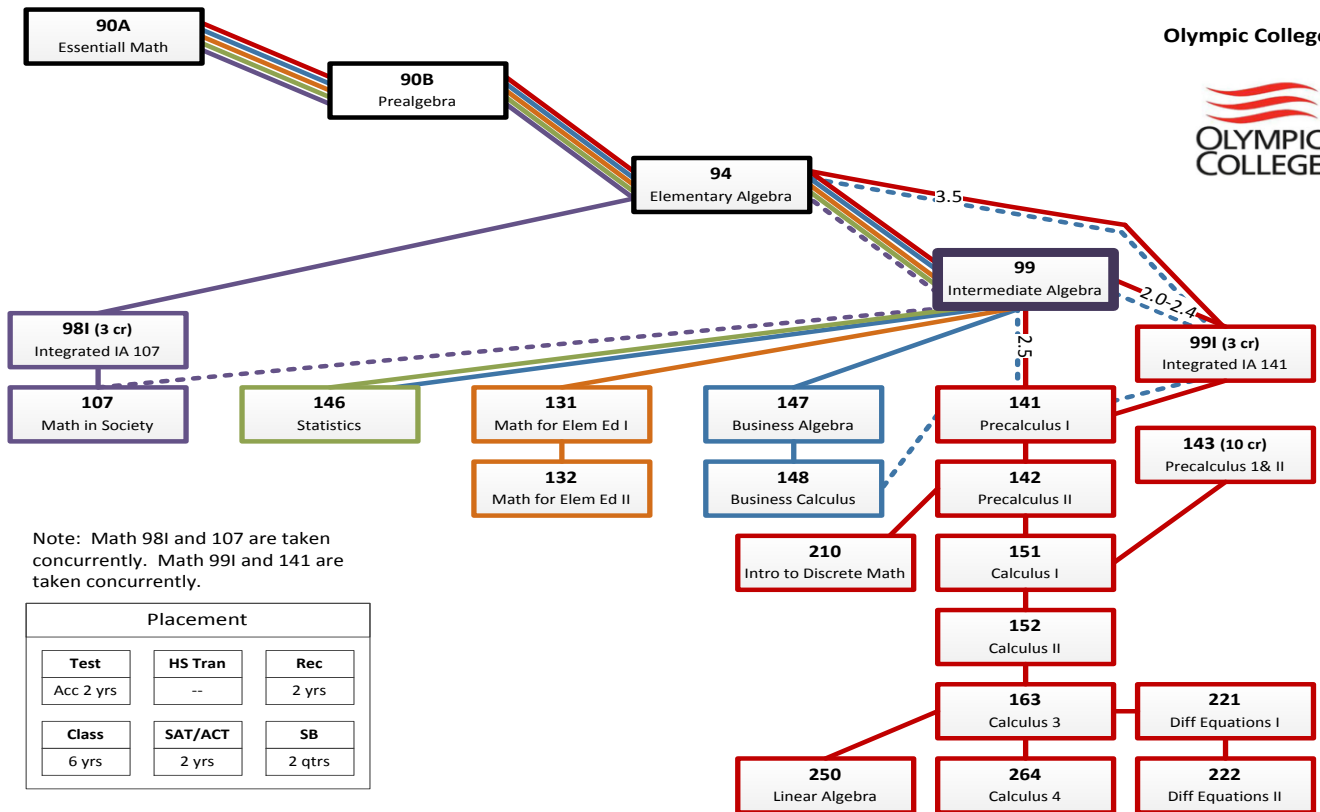 90A
Essentiall Math
Olympic College
90B
Prealgebra
OLYMPIC
COLLEGE
94
Elementary Algebra
3.5
99
Intermediate Algebra
2.0-2.4
98I (3 cr)
Integrated IA 107
2.5
99I (3 cr)
Integrated IA 141
107
Math in Society
146
Statistics
131
Math for Elem Ed I
147
Business Algebra
141
Precalculus I
143 (10 cr)
Precalculus 1& II
132
Math for Elem Ed II
148
Business Calculus
142
Precalculus II
Note: Math 98I and 107 are taken
concurrently. Math 99I and 141 are
taken concurrently.
210
Intro to Discrete Math
151
Calculus I
Placement
152
Calculus II
Test
Acc 2 yrs
HS Tran
--
Rec
2 yrs
163
Calculus 3
221
Diff Equations I
Class
6 yrs
SAT/ACT
2 yrs
SB
2 qtrs
250
Linear Algebra
264
Calculus 4
222
Diff Equations II